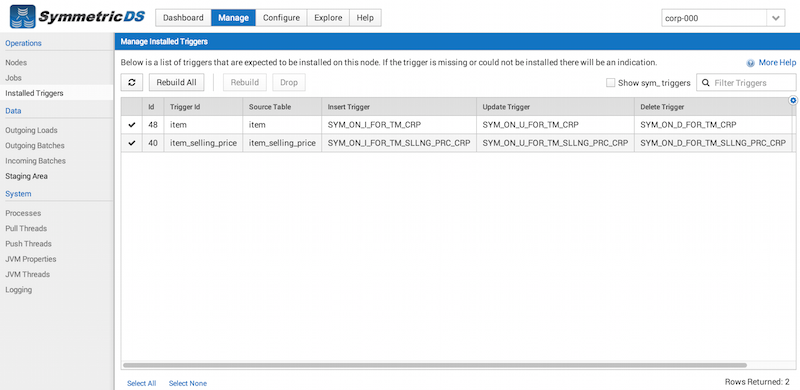 SymmetricDS
Dashboard Manage Configure Explore Help
corp-000
Operations
Nodes
Jobs
Installed Triggers
Data
Outgoing Loads
Outgoing Batches
Incoming Batches
Staging Area
System
Processes
Pull Threads
Push Threads
JVM Properties
JVM Threads
Logging
Manage Installed Triggers
Below is a list of triggers that are expected to be installed on this node. If the trigger is missing or could not be installed there will be an indication.
More Help
Rebuild All Rebuild Drop
Show sym_ triggers
Filter Triggers
Id Trigger Id Source Table Insert Trigger Update Trigger Delete Trigger
48 item item SYM_ON_I_FOR_TM_CRP SYM_ON_U_FOR_TM_CRP SYM_ON_D_FOR_TM_CRP
40 item_selling_price item_selling_price SYM_ON_I_FOR_TM_SLLNG_PRC_CRP SYM_ON_U_FOR_TM_SLLNG_PRC_CRP SYM_ON_D_FOR_TM_SLLNG_PRC_CRP
Select All Select None
Rows Returned: 2